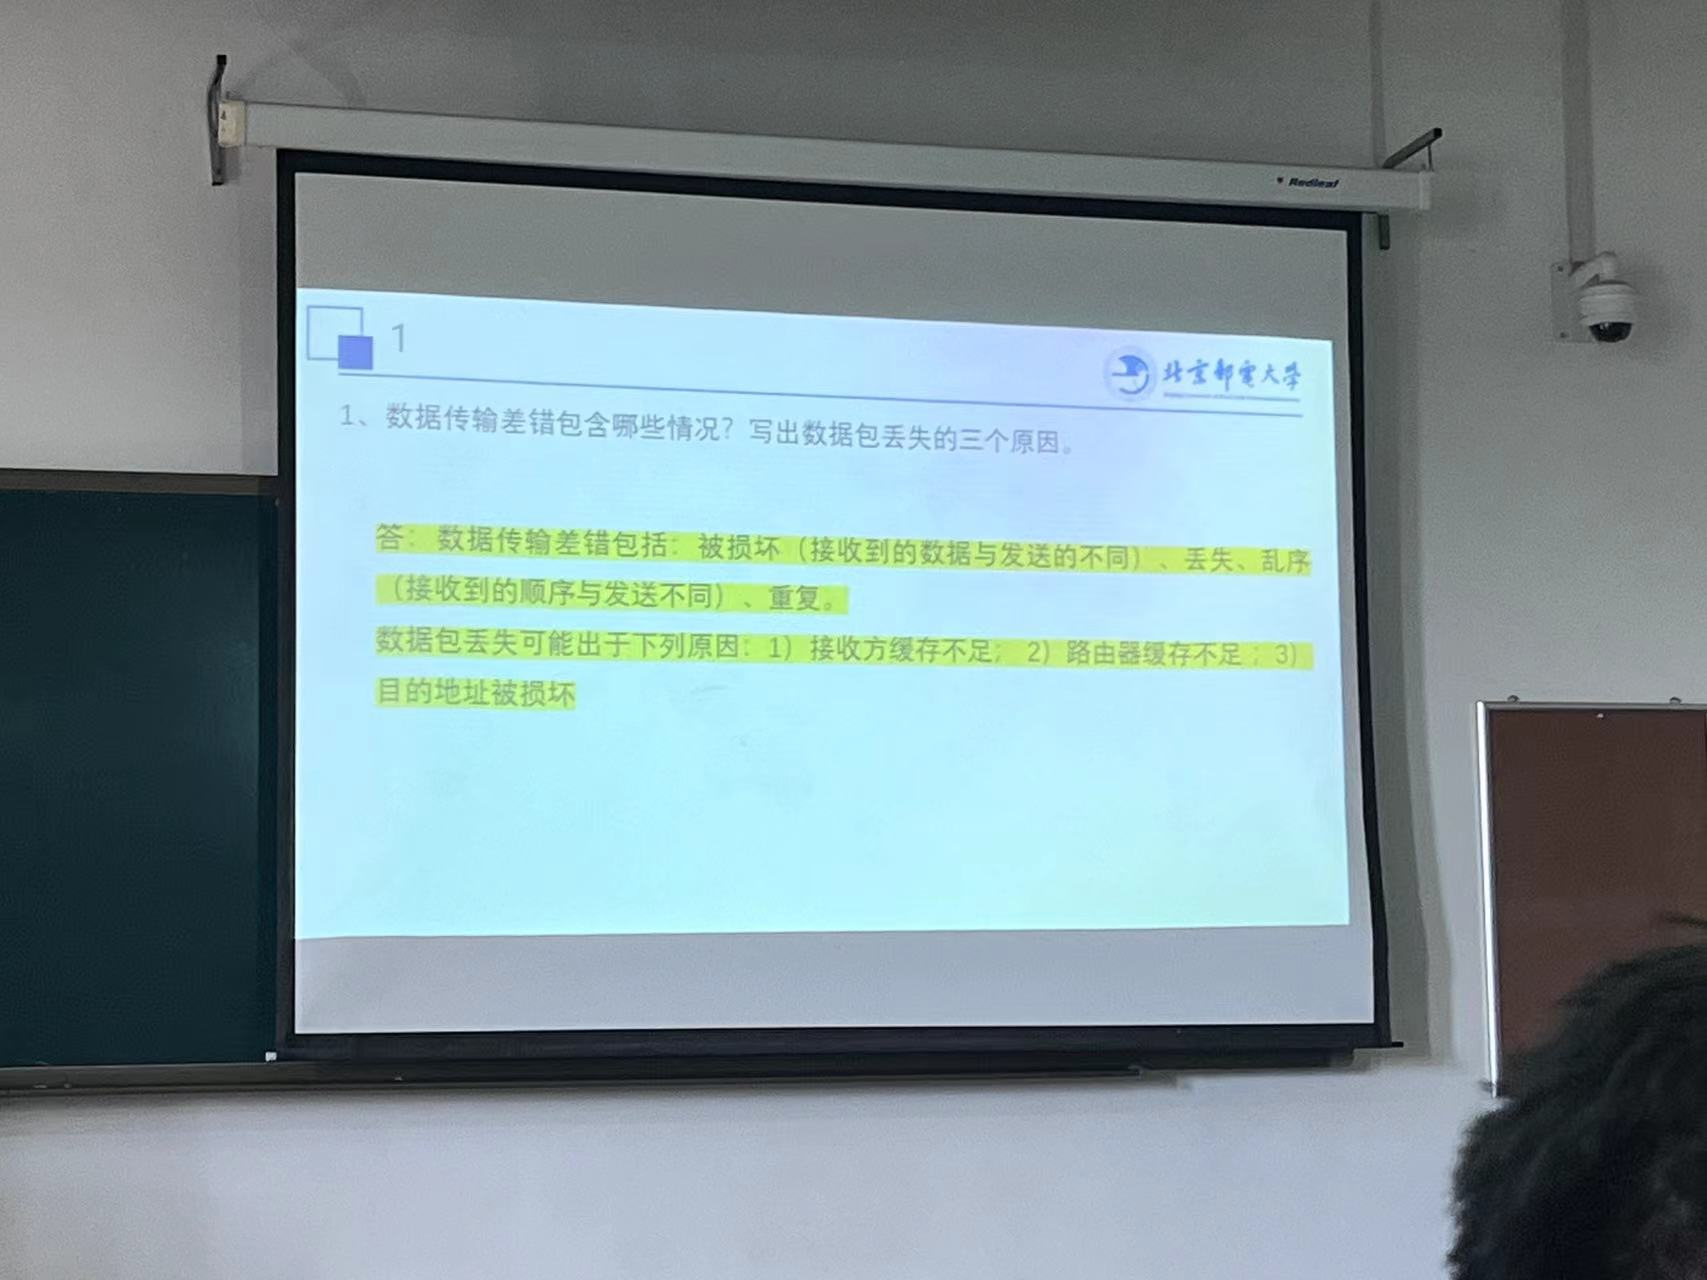 Redleaf
1
北京邮电大学
1、数据传输差错包含哪些情况？写出数据包丢失的三个原因。
答：数据传输差错包括：被损坏（接收到的数据与发送的不同）、丢失、乱序
（接收到的顺序与发送不同）、重复。
数据包丢失可能出于下列原因：1）接收方缓存不足；2）路由器缓存不足；3）
目的地址被损坏